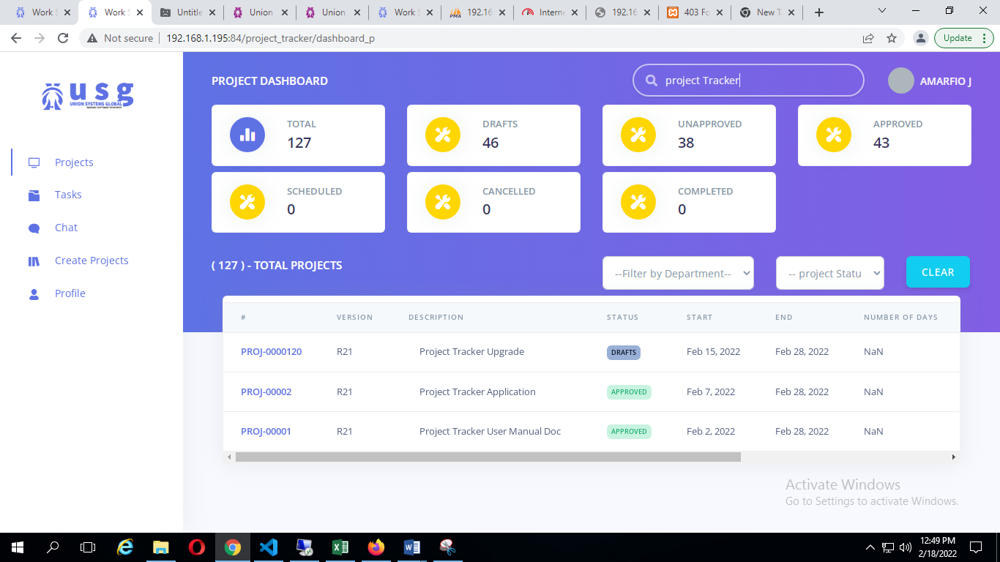 Work S
Work S
Untitle
Union
Union
Work S
192.16
Interne
192.16
403 Fo
New T
Not secure
192.168.1.195:84/project_tracker/dashboard_p
Update
usg
UNION SYSTEMS GLOBAL
PROJECT DASHBOARD
project Tracker
AMARFIO J
TOTAL
127
DRAFTS
46
UNAPPROVED
38
APPROVED
43
SCHEDULED
0
CANCELLED
0
COMPLETED
0
Projects
Tasks
Chat
Create Projects
Profile
( 127 ) - TOTAL PROJECTS
--Filter by Department--
-- project Statu
CLEAR
# VERSION DESCRIPTION STATUS START END NUMBER OF DAYS
PROJ-0000120 R21 Project Tracker Upgrade DRAFTS Feb 15, 2022 Feb 28, 2022 NaN
PROJ-00002 R21 Project Tracker Application APPROVED Feb 7, 2022 Feb 28, 2022 NaN
PROJ-00001 R21 Project Tracker User Manual Doc APPROVED Feb 2, 2022 Feb 28, 2022 NaN
Activate Windows
Go to Settings to activate Windows.
12:49 PM
2/18/2022